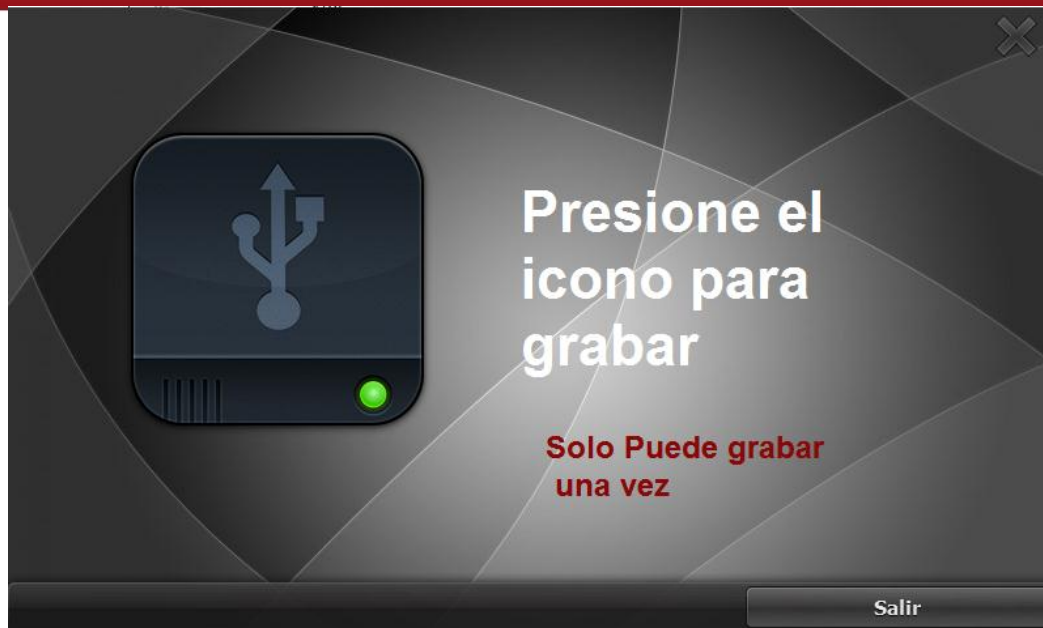 Presione el
icono para
grabar
Solo Puede grabar
una vez
Salir